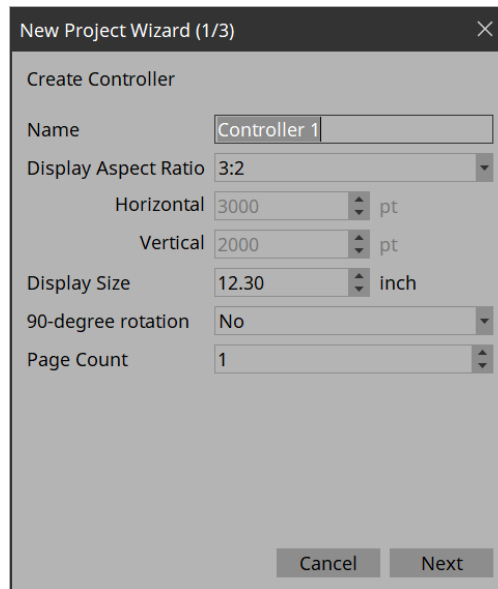 New Project Wizard (1/3)
Create Controller
Name Controller 1
Display Aspect Ratio 3:2
Horizontal 3000 pt
Vertical 2000 pt
Display Size 12.30 inch
90-degree rotation No
Page Count 1
Cancel Next